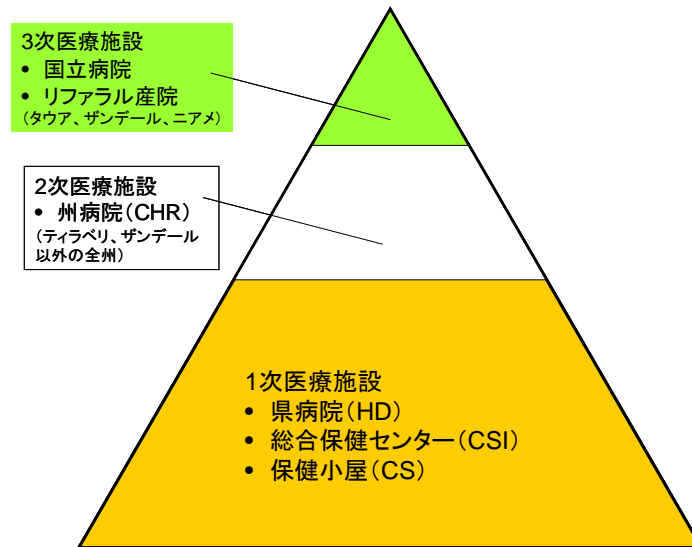 3次医療施設
• 国立病院
• リファラル産院
(タウア、ザンデール、ニアメ)
2次医療施設
• 州病院(CHR)
(ティラベリ、ザンデール
以外の全州)
1次医療施設
• 県病院(HD)
• 総合保健センター(CSI)
• 保健小屋(CS)